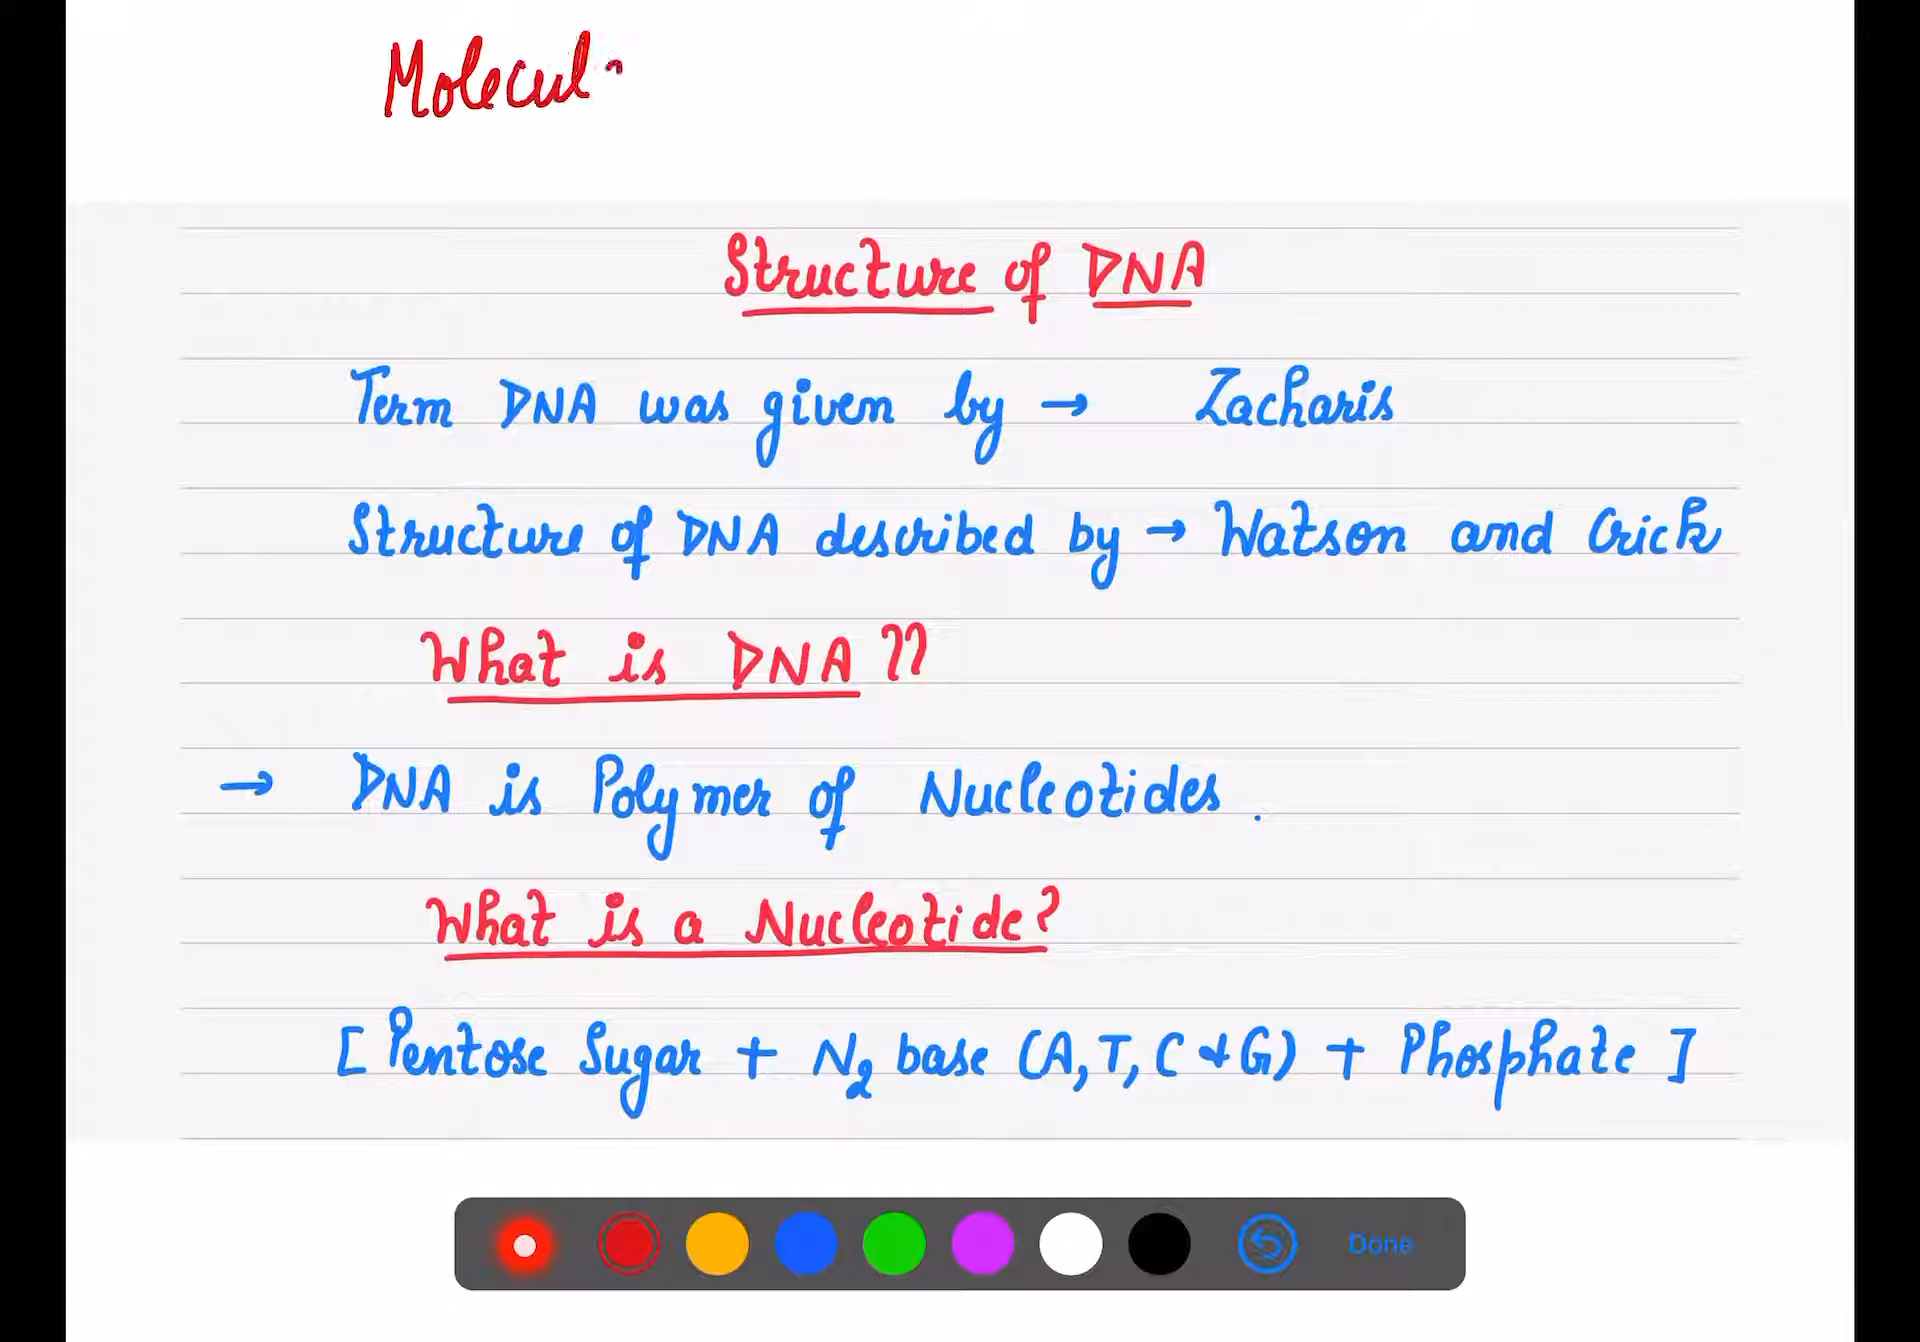 Molecul
Structure of DNA
Term DNA was given by → Zacharis
Structure of DNA described by → Watson and Crick
What is DNA??
→ DNA is Polymer of Nucleotides.
What is a Nucleotide?
[Pentose Sugar + N₂ base (A, T, C & G) + Phosphate]
Done